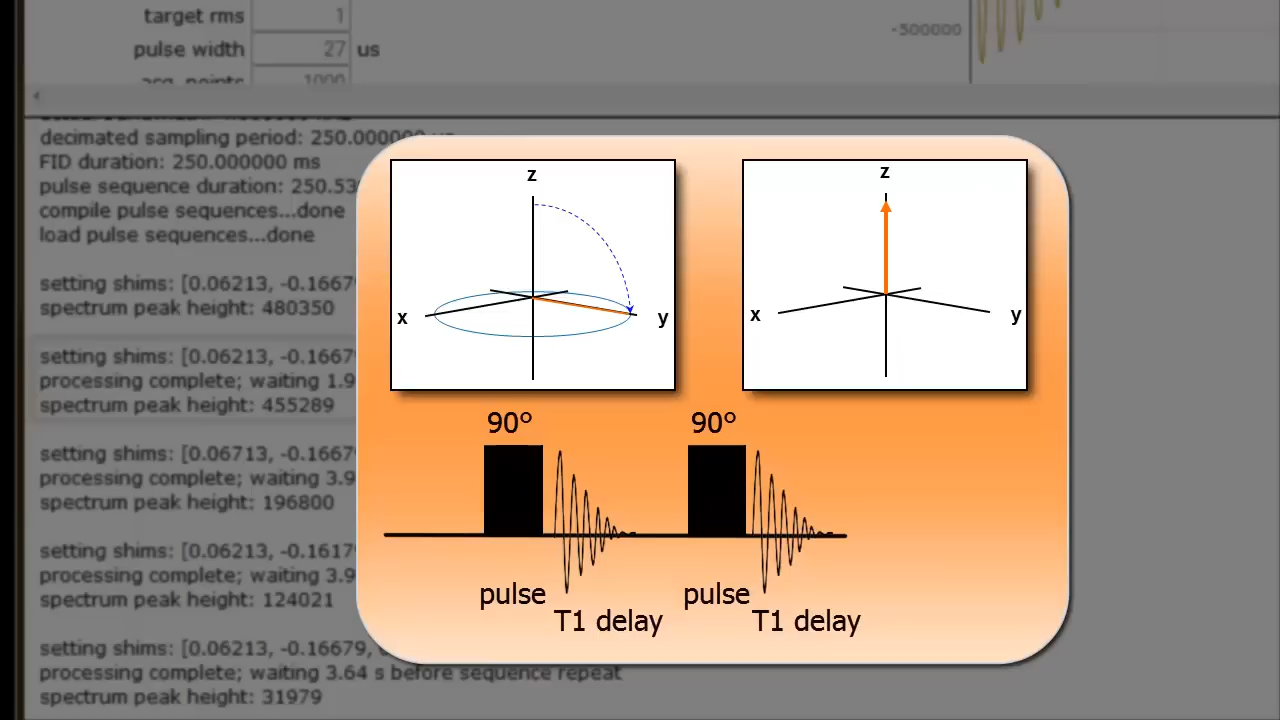 target rms 1
pulse width 27 us
acq. points 1000
-500000
decimated sampling period: 250.000000 us
FID duration: 250.000000 ms
pulse sequence duration: 250.53
compile pulse sequences...done
load pulse sequences...done
setting shims: [0.06213, -0.1667
spectrum peak height: 480350
setting shims: [0.06213, -0.1667
processing complete; waiting 1.9
spectrum peak height: 455289
setting shims: [0.06713, -0.1667
processing complete; waiting 3.9
spectrum peak height: 196800
setting shims: [0.06213, -0.1617
processing complete; waiting 3.9
spectrum peak height: 124021
setting shims: [0.06213, -0.16679,
processing complete; waiting 3.64 s before sequence repeat
spectrum peak height: 31979
z
x
y
z
x
y
90°
90°
pulse
T1 delay
pulse
T1 delay